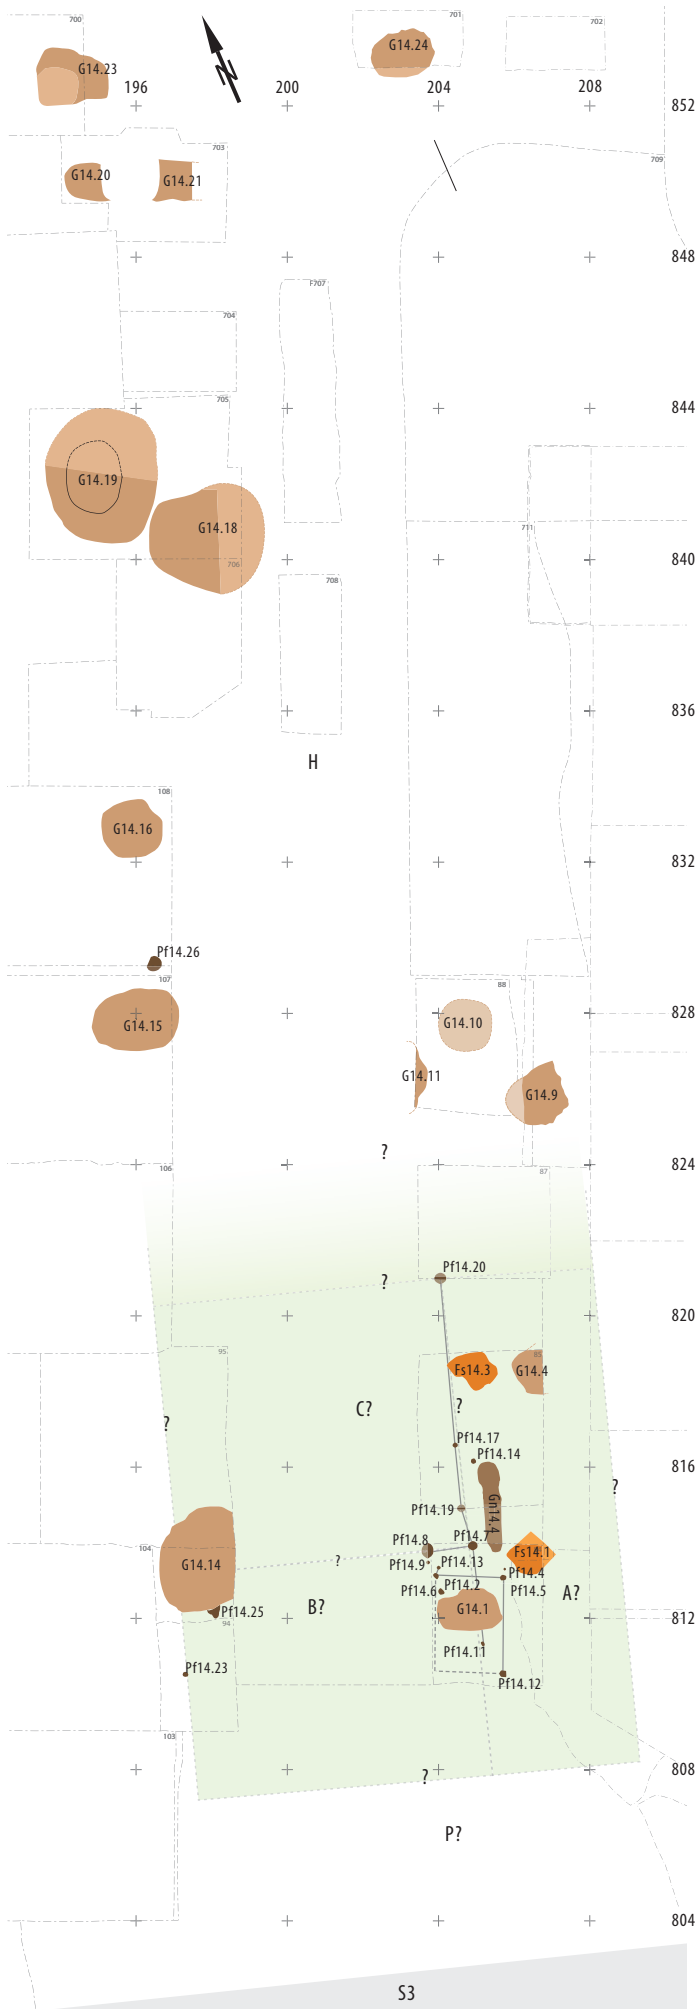 700
701
702
G14.23
G14.24
196
200
204
208
852
N
703
709
G14.20
G14.21
848
F707
704
844
705
G14.19
G14.18
711
840
706
708
836
H
108
G14.16
832
Pf14.26
107
88
828
G14.15
G14.10
G14.11
G14.9
?
824
106
87
Pf14.20
?
820
95
85
Fs14.3
G14.4
C?
?
?
Pf14.17
Pf14.14
816
?
Gn14.4
Pf14.19
Pf14.8
Pf14.7
104
Fs14.1
?
G14.14
Pf14.9
Pf14.13
Pf14.4
Pf14.6
Pf14.2
Pf14.5
A?
B?
G14.1
Pf14.25
812
94
Pf14.11
Pf14.23
Pf14.12
103
808
?
P?
804
S3